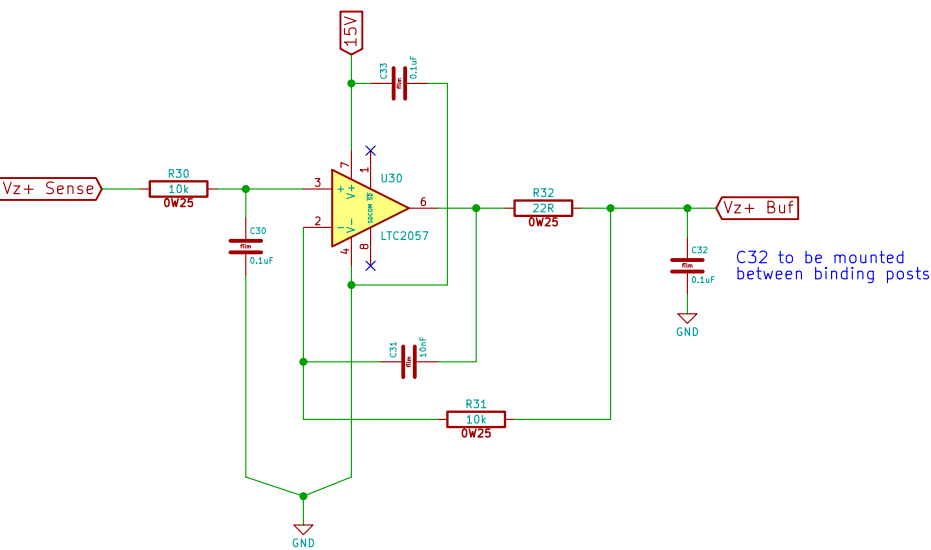 15V
C33
film
0.1uF
7
1
Vz+ Sense
R30
10k
0W25
3
+
V+
SD
SDCOM
U30
6
R32
22R
0W25
Vz+ Buf
2
-
V-
4
8
LTC2057
C30
film
0.1uF
C32
film
0.1uF
C32 to be mounted
between binding posts
GND
C31
film
10nF
R31
10k
0W25
GND